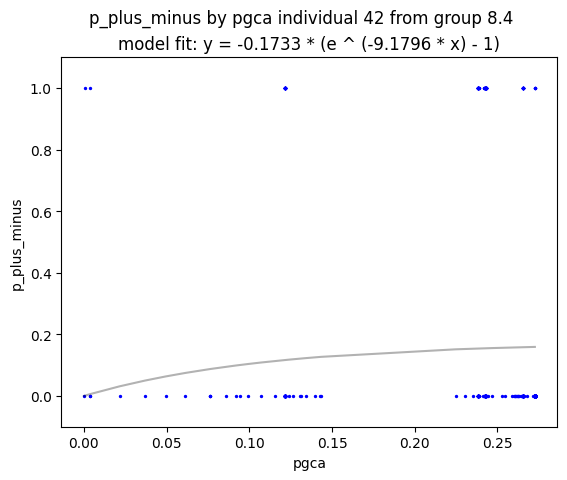 p_plus_minus by pgca individual 42 from group 8.4
model fit: y = -0.1733 * (e ^ (-9.1796 * x) - 1)
1.0
0.8
0.6
0.4
0.2
0.0
p_plus_minus
0.00 0.05 0.10 0.15 0.20 0.25
pgca